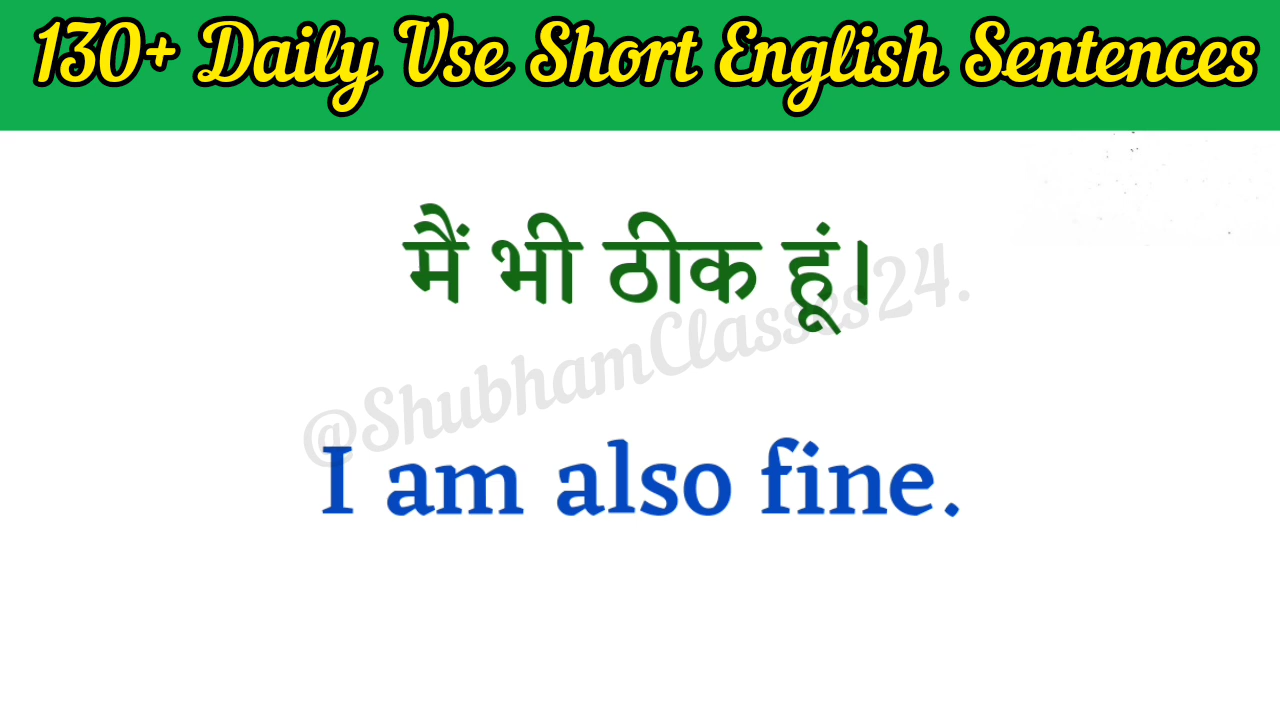 130+ Daily Use Short English Sentences
मैं भी ठीक हूं।
@ShubhamClasses24.
I am also fine.